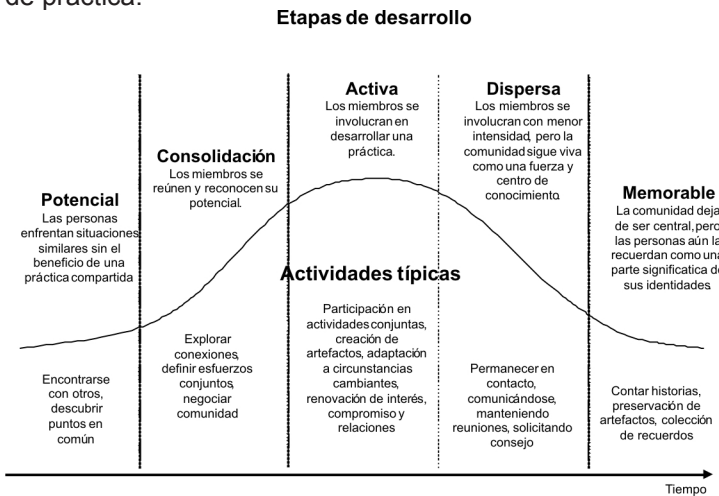 de práctica.
Etapas de desarrollo
Potencial
Las personas
enfrentan situaciones
similares sin el
beneficio de una
práctica compartida
Consolidación
Los miembros se
reúnen y reconocen su
potencial.
Activa
Los miembros se
involucran en
desarrollar una
práctica.
Dispersa
Los miembros se
involucran con menor
intensidad, pero la
comunidad sigue viva
como una fuerza y
centro de
conocimiento.
Memorable
La comunidad deja
de ser central, pero
las personas aún la
recuerdan como una
parte significatica de
sus identidades.
Actividades típicas
Encontrarse
con otros,
descubrir
puntos en
común
Explorar
conexiones,
definir esfuerzos
conjuntos,
negociar
comunidad
Participación en
actividades conjuntas,
creación de
artefactos, adaptación
a circunstancias
cambiantes,
renovación de interés,
compromiso y
relaciones
Permanecer en
contacto,
comunicándose,
manteniendo
reuniones, solicitando
consejo
Contar historias,
preservación de
artefactos, colección
de recuerdos
Tiempo